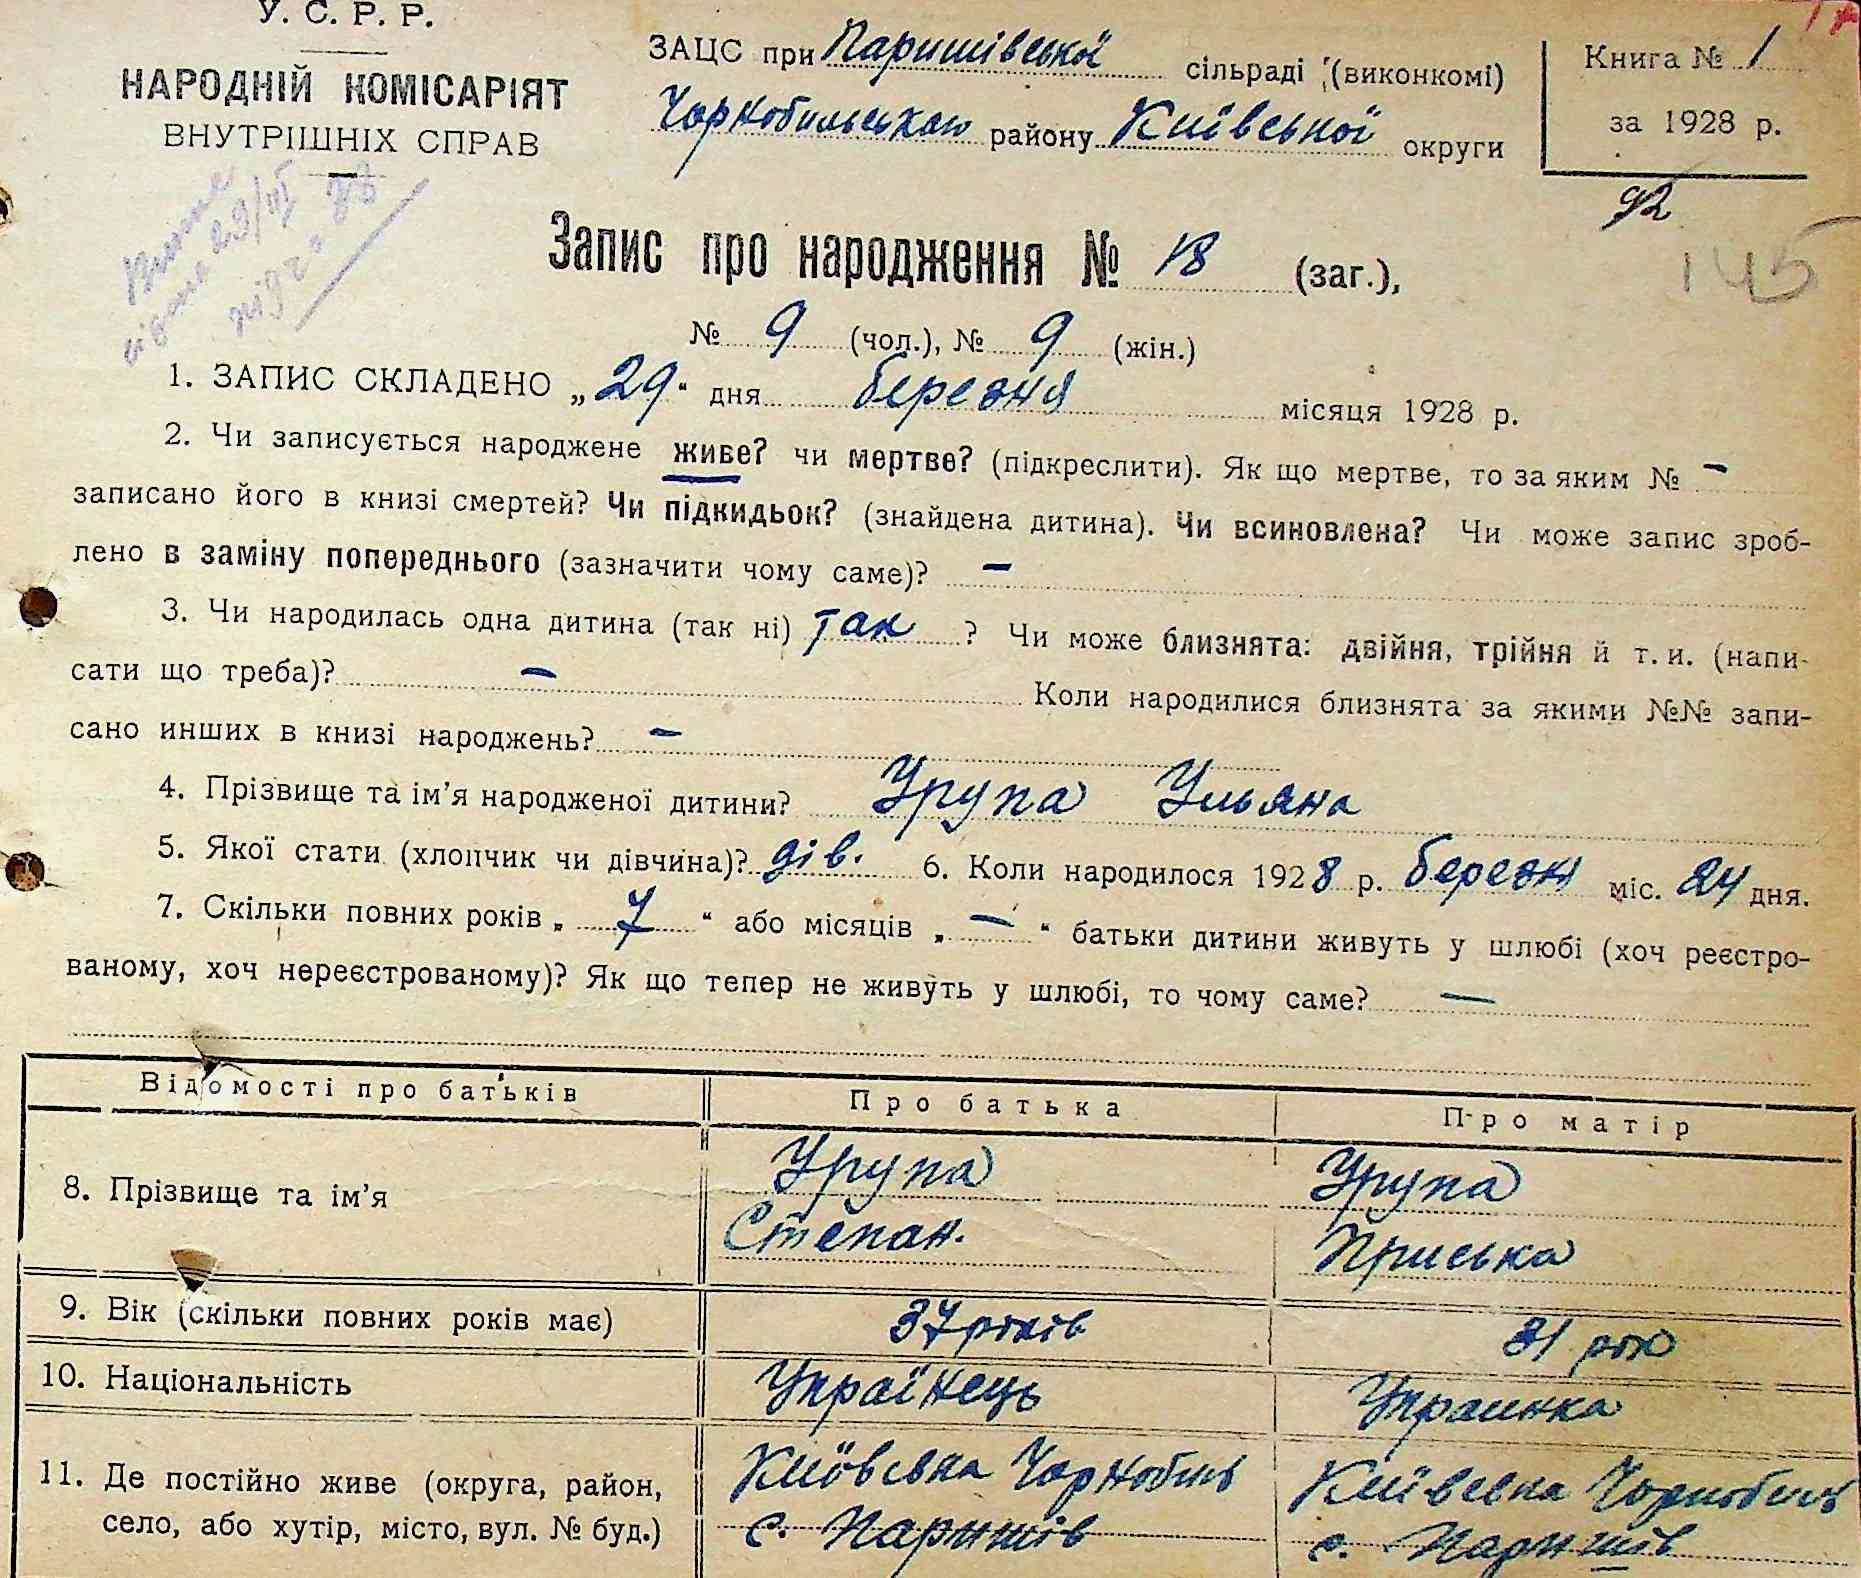 У. С. Р. Р.
НАРОДНІЙ КОМІСАРІЯТ
ВНУТРІШНІХ СПРАВ
ЗАЦС при Паришівської сільраді (виконкомі)
Чорнобильського району Київської округи
Книга № 1
за 1928 р.
92
145
Запис про народження № 18 (заг.),
№ 9 (чол.), № 9 (жін.)
1. ЗАПИС СКЛАДЕНО „29“ дня березня місяця 1928 р.
2. Чи записується народжене живе? чи мертве? (підкреслити). Як що мертве, то за яким № –
записано його в книзі смертей? Чи підкидьок? (знайдена дитина). Чи всиновлена? Чи може запис зроб-
лено в заміну попереднього (зазначити чому саме)? –
3. Чи народилась одна дитина (так ні) так ? Чи може близнята: двійня, трійня й т. и. (напи-
сати що треба)? – Коли народилися близнята за якими №№ запи-
сано инших в книзі народжень? –
4. Прізвище та ім’я народженої дитини? Урупа Ульяна
5. Якої стати (хлопчик чи дівчина)? дів. 6. Коли народилося 1928 р. березня міс. 24 дня.
7. Скільки повних років „ 7 “ або місяців „ – “ батьки дитини живуть у шлюбі (хоч реєстро-
ваному, хоч нереєстрованому)? Як що тепер не живуть у шлюбі, то чому саме? –
Відомості про батьків Про батька Про матір
8. Прізвище та ім’я Урупа Урупа
Степан. Приська
9. Вік (скільки повних років має) 37 років 31 рік
10. Національність Українець Украинка
11. Де постійно живе (округа, район, Київська Чорнобиль Київська Чорнобиль
село, або хутір, місто, вул. № буд.) с. Паришів с. Паришів